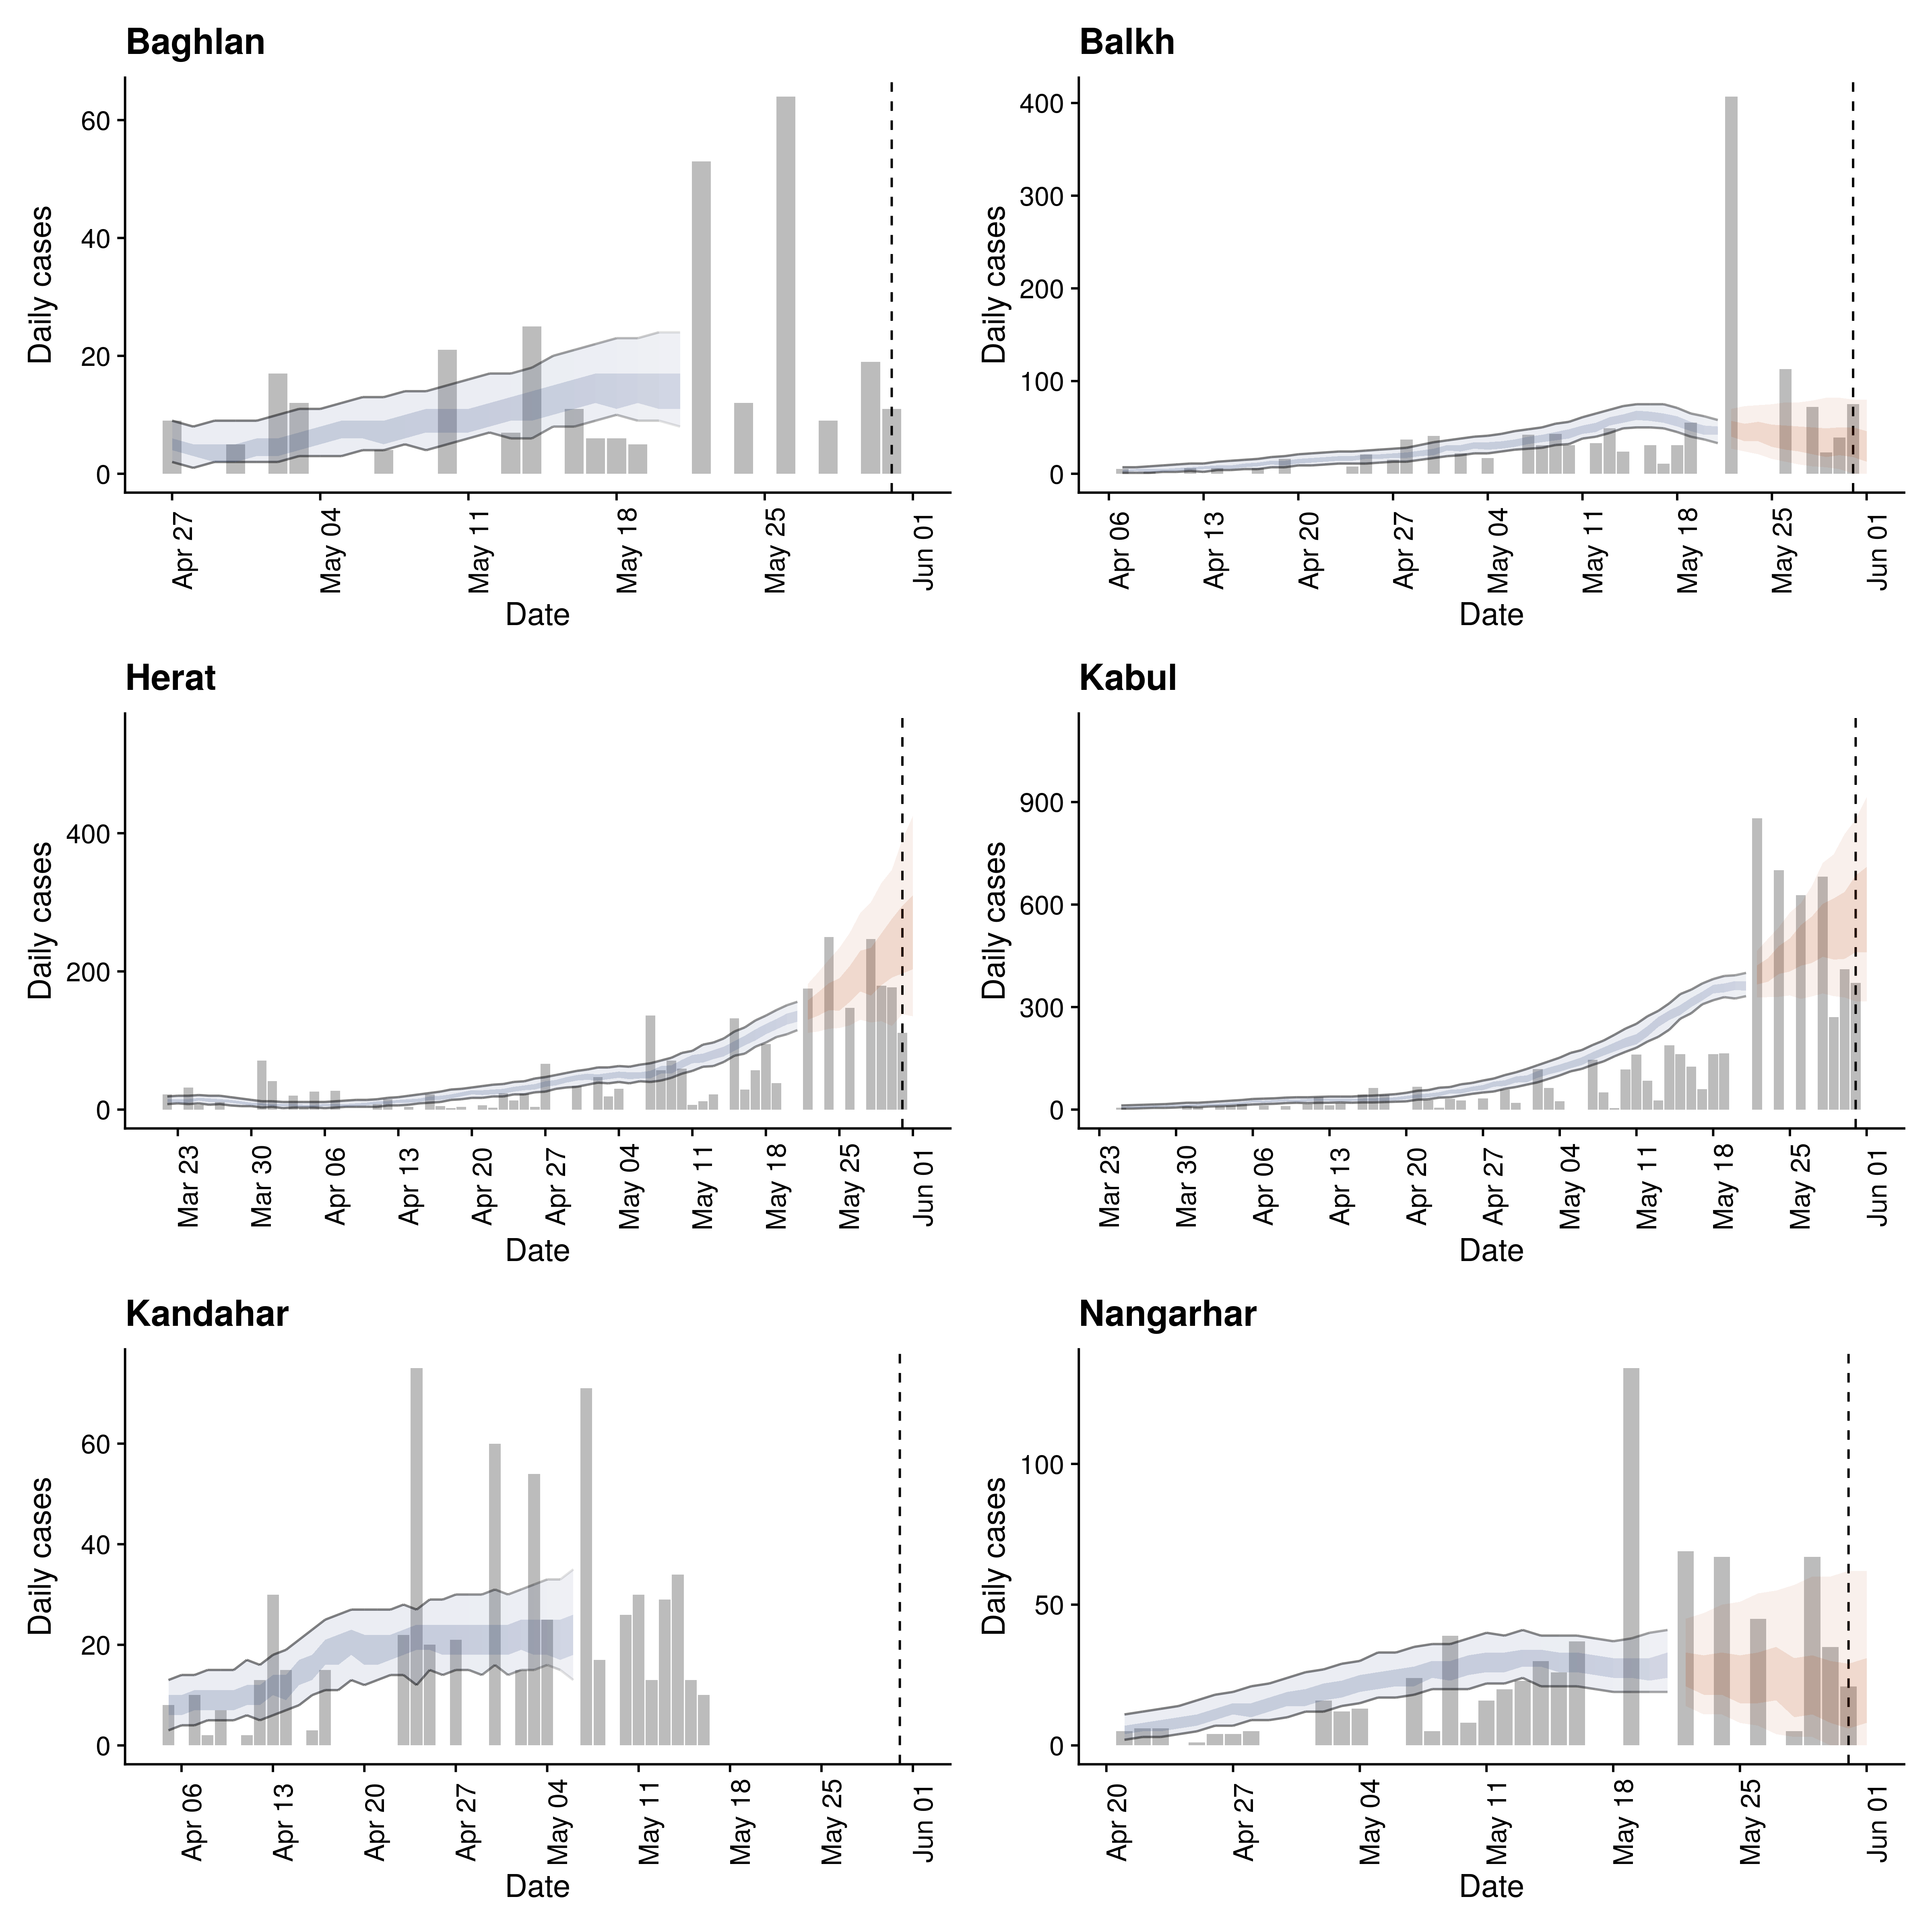 Baghlan
Daily cases
60
40
20
0
Apr 27
May 04
May 11
May 18
May 25
Jun 01
Date
Balkh
Daily cases
400
300
200
100
0
Apr 06
Apr 13
Apr 20
Apr 27
May 04
May 11
May 18
May 25
Jun 01
Date
Herat
Daily cases
400
200
0
Mar 23
Mar 30
Apr 06
Apr 13
Apr 20
Apr 27
May 04
May 11
May 18
May 25
Jun 01
Date
Kabul
Daily cases
900
600
300
0
Mar 23
Mar 30
Apr 06
Apr 13
Apr 20
Apr 27
May 04
May 11
May 18
May 25
Jun 01
Date
Kandahar
Daily cases
60
40
20
0
Apr 06
Apr 13
Apr 20
Apr 27
May 04
May 11
May 18
May 25
Jun 01
Date
Nangarhar
Daily cases
100
50
0
Apr 20
Apr 27
May 04
May 11
May 18
May 25
Jun 01
Date